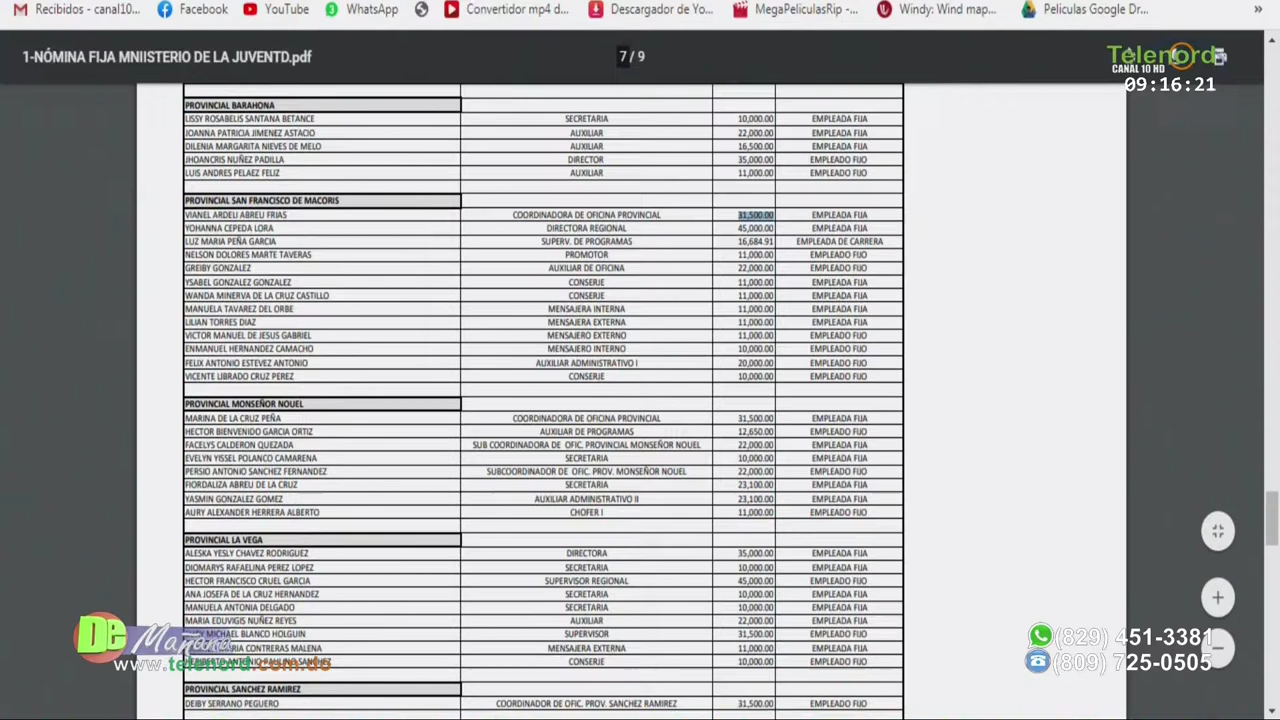 Recibidos - canal10... Facebook YouTube WhatsApp Convertidor mp4 d... Descargador de Yo... MegaPeliculasRip -... Windy: Wind map... Peliculas Google Dr... »
1-NÓMINA FIJA MNIISTERIO DE LA JUVENTD.pdf 7 / 9
Telenord
CANAL 10 HD
09:16:21
PROVINCIAL BARAHONA
LISSY ROSABELIS SANTANA BETANCE SECRETARIA 10,000.00 EMPLEADA FIJA
JOANNA PATRICIA JIMENEZ ASTACIO AUXILIAR 22,000.00 EMPLEADA FIJA
DILENIA MARGARITA NIEVES DE MELO AUXILIAR 16,500.00 EMPLEADA FIJA
JHOANCRIS NUÑEZ PADILLA DIRECTOR 35,000.00 EMPLEADO FIJO
LUIS ANDRES PELAEZ FELIZ AUXILIAR 11,000.00 EMPLEADA FIJA
PROVINCIAL SAN FRANCISCO DE MACORIS
VIANEL ARDELI ABREU FRIAS COORDINADORA DE OFICINA PROVINCIAL 31,500.00 EMPLEADA FIJA
YOHANNA CEPEDA LORA DIRECTORA REGIONAL 45,000.00 EMPLEADA FIJA
LUZ MARIA PEÑA GARCIA SUPERV. DE PROGRAMAS 16,684.91 EMPLEADA DE CARRERA
NELSON DOLORES MARTE TAVERAS PROMOTOR 11,000.00 EMPLEADO FIJO
GREIBY GONZALEZ AUXILIAR DE OFICINA 22,000.00 EMPLEADO FIJO
YSABEL GONZALEZ GONZALEZ CONSERJE 11,000.00 EMPLEADA FIJA
WANDA MINERVA DE LA CRUZ CASTILLO CONSERJE 11,000.00 EMPLEADA FIJA
MANUELA TAVAREZ DEL ORBE MENSAJERA INTERNA 11,000.00 EMPLEADA FIJA
LILIAN TORRES DIAZ MENSAJERA EXTERNA 11,000.00 EMPLEADA FIJA
VICTOR MANUEL DE JESUS GABRIEL MENSAJERO EXTERNO 11,000.00 EMPLEADO FIJO
ENMANUEL HERNANDEZ CAMACHO MENSAJERO INTERNO 10,000.00 EMPLEADO FIJO
FELIX ANTONIO ESTEVEZ ANTONIO AUXILIAR ADMINISTRATIVO I 20,000.00 EMPLEADO FIJO
VICENTE LIBRADO CRUZ PEREZ CONSERJE 10,000.00 EMPLEADO FIJO
PROVINCIAL MONSEÑOR NOUEL
MARINA DE LA CRUZ PEÑA COORDINADORA DE OFICINA PROVINCIAL 31,500.00 EMPLEADA FIJA
HECTOR BIENVENIDO GARCIA ORTIZ AUXILIAR DE PROGRAMAS 12,650.00 EMPLEADO FIJO
FACELYS CALDERON QUEZADA SUB COORDINADORA DE OFIC. PROVINCIAL MONSEÑOR NOUEL 22,000.00 EMPLEADA FIJA
EVELYN YISSEL POLANCO CAMARENA SECRETARIA 10,000.00 EMPLEADA FIJA
PERSIO ANTONIO SANCHEZ FERNANDEZ SUBCOORDINADOR DE OFIC. PROV. MONSEÑOR NOUEL 22,000.00 EMPLEADO FIJO
FIORDALIZA ABREU DE LA CRUZ SECRETARIA 23,100.00 EMPLEADA FIJA
YASMIN GONZALEZ GOMEZ AUXILIAR ADMINISTRATIVO II 23,100.00 EMPLEADA FIJA
AURY ALEXANDER HERRERA ALBERTO CHOFER I 11,000.00 EMPLEADO FIJO
PROVINCIAL LA VEGA
ALESKA YESLY CHAVEZ RODRIGUEZ DIRECTORA 35,000.00 EMPLEADA FIJA
DIOMARYS RAFAELINA PEREZ LOPEZ SECRETARIA 10,000.00 EMPLEADA FIJA
HECTOR FRANCISCO CRUEL GARCIA SUPERVISOR REGIONAL 45,000.00 EMPLEADO FIJO
ANA JOSEFA DE LA CRUZ HERNANDEZ SECRETARIA 10,000.00 EMPLEADA FIJA
MANUELA ANTONIA DELGADO SECRETARIA 10,000.00 EMPLEADA FIJA
MARIA EDUVIGIS NUÑEZ REYES AUXILIAR 22,000.00 EMPLEADA FIJA
MICHAEL BLANCO HOLGUIN SUPERVISOR 31,500.00 EMPLEADO FIJO
CONTRERAS MALENA MENSAJERA EXTERNA 11,000.00 EMPLEADA FIJA
CONSERJE 10,000.00 EMPLEADO FIJO
PROVINCIAL SANCHEZ RAMIREZ
DEIBY SERRANO PEGUERO COORDINADOR DE OFIC. PROV. SANCHEZ RAMIREZ 31,500.00 EMPLEADO FIJO
De Mañana
www.telenord.com.do
(829) 451-3381
(809) 725-0505